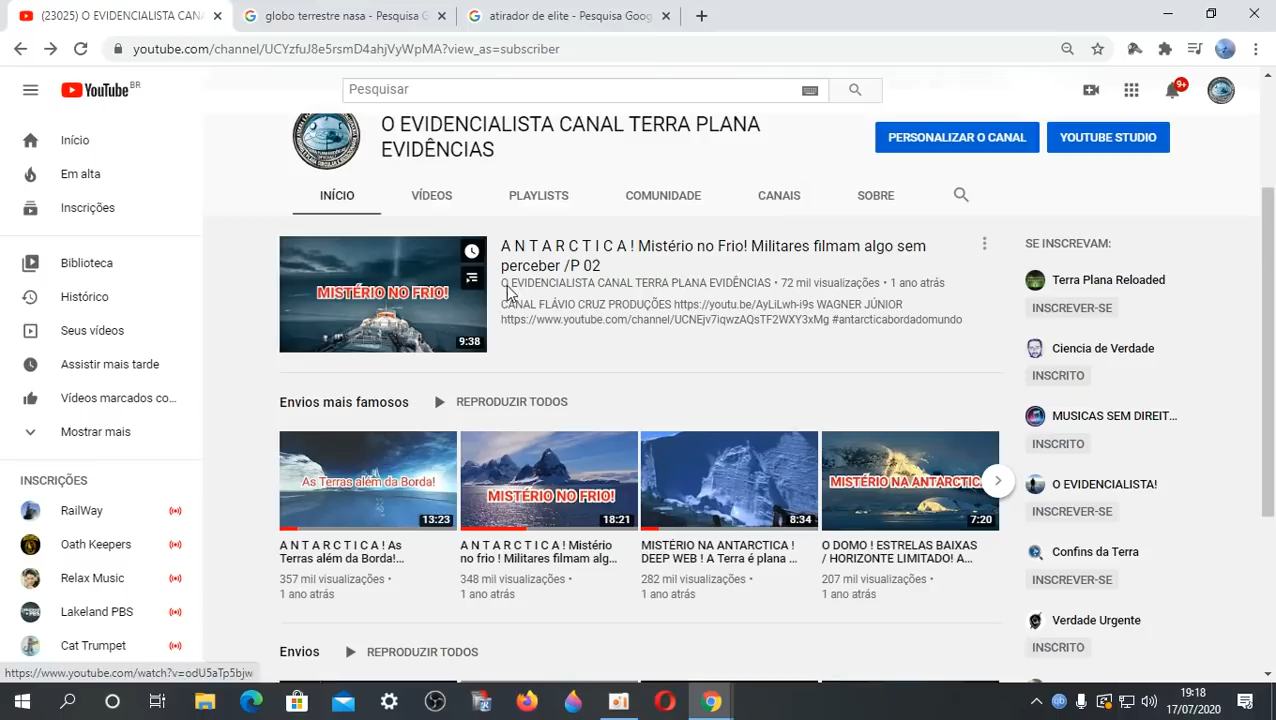 (23025) O EVIDENCIALISTA CANA
globo terrestre nasa - Pesquisa G
atirador de elite - Pesquisa Goog
youtube.com/channel/UCYzfuJ8e5rsmD4ahjVyWpMA?view_as=subscriber
YouTube BR
Pesquisar
9+
Início
Em alta
Inscrições
Biblioteca
Histórico
Seus vídeos
Assistir mais tarde
Vídeos marcados co...
Mostrar mais
INSCRIÇÕES
RailWay
Oath Keepers
Relax Music
Lakeland PBS
Cat Trumpet
O EVIDENCIALISTA CANAL TERRA PLANA
EVIDÊNCIAS
PERSONALIZAR O CANAL
YOUTUBE STUDIO
INÍCIO
VÍDEOS
PLAYLISTS
COMUNIDADE
CANAIS
SOBRE
MISTÉRIO NO FRIO!
9:38
A N T A R C T I C A ! Mistério no Frio! Militares filmam algo sem
perceber /P 02
O EVIDENCIALISTA CANAL TERRA PLANA EVIDÊNCIAS • 72 mil visualizações • 1 ano atrás
CANAL FLÁVIO CRUZ PRODUÇÕES https://youtu.be/AyLiLwh-i9s WAGNER JÚNIOR
https://www.youtube.com/channel/UCNEjv7iqwzAQsTF2WXY3xMg #antarcticabordadomundo
Envios mais famosos
REPRODUZIR TODOS
As Terras além da Borda!
13:23
A N T A R C T I C A ! As
Terras além da Borda!...
357 mil visualizações •
1 ano atrás
MISTÉRIO NO FRIO!
18:21
A N T A R C T I C A ! Mistério
no frio ! Militares filmam alg...
348 mil visualizações •
1 ano atrás
8:34
MISTÉRIO NA ANTARCTICA !
DEEP WEB ! A Terra é plana ...
282 mil visualizações •
1 ano atrás
MISTÉRIO NA ANTARCTIC
7:20
O DOMO ! ESTRELAS BAIXAS
/ HORIZONTE LIMITADO! A...
207 mil visualizações •
1 ano atrás
Envios
REPRODUZIR TODOS
SE INSCREVAM:
Terra Plana Reloaded
INSCREVER-SE
Ciencia de Verdade
INSCRITO
MUSICAS SEM DIREIT...
INSCRITO
O EVIDENCIALISTA!
INSCREVER-SE
Confins da Terra
INSCREVER-SE
Verdade Urgente
INSCRITO
https://www.youtube.com/watch?v=odU5aTp5bjw
19:18
17/07/2020